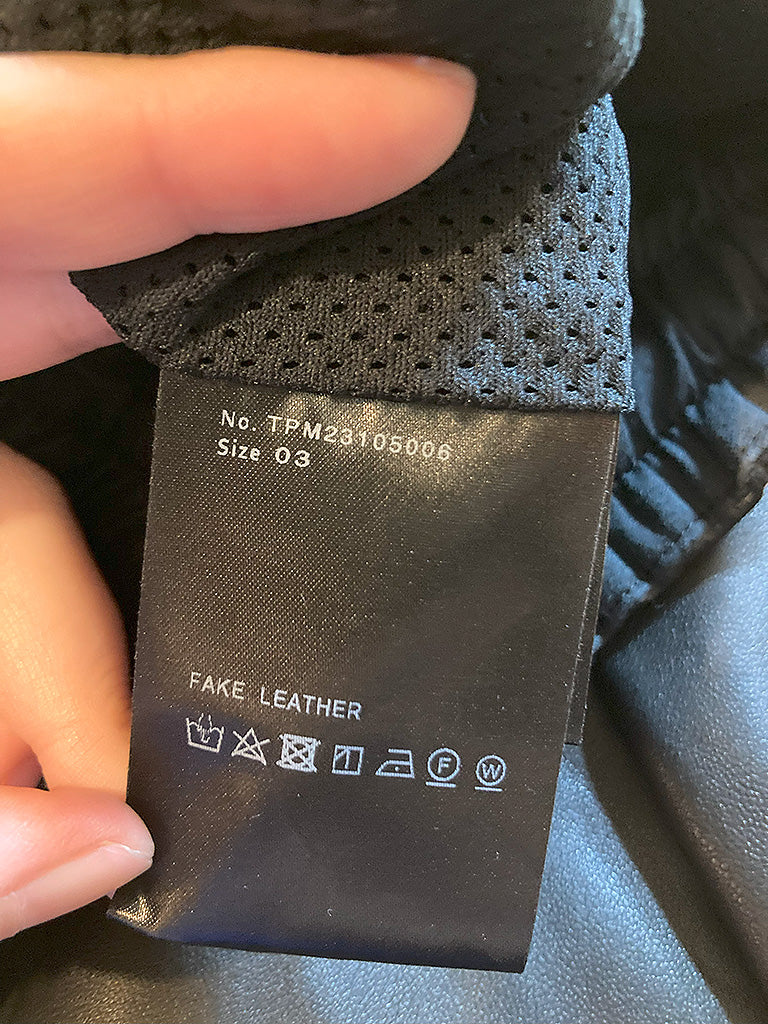 No. TPM23105006
Size 03
FAKE LEATHER
F W